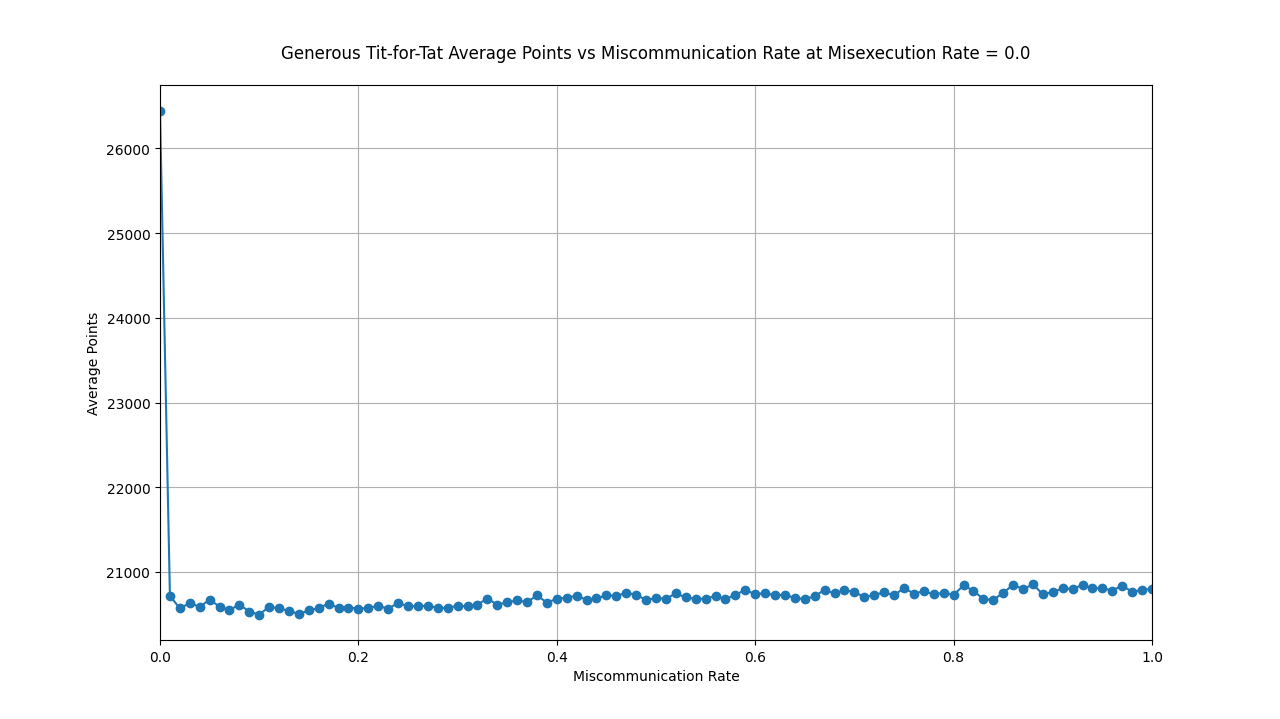 Generous Tit-for-Tat Average Points vs Miscommunication Rate at Misexecution Rate = 0.0
26000
25000
24000
23000
22000
21000
Average Points
0.0 0.2 0.4 0.6 0.8 1.0
Miscommunication Rate